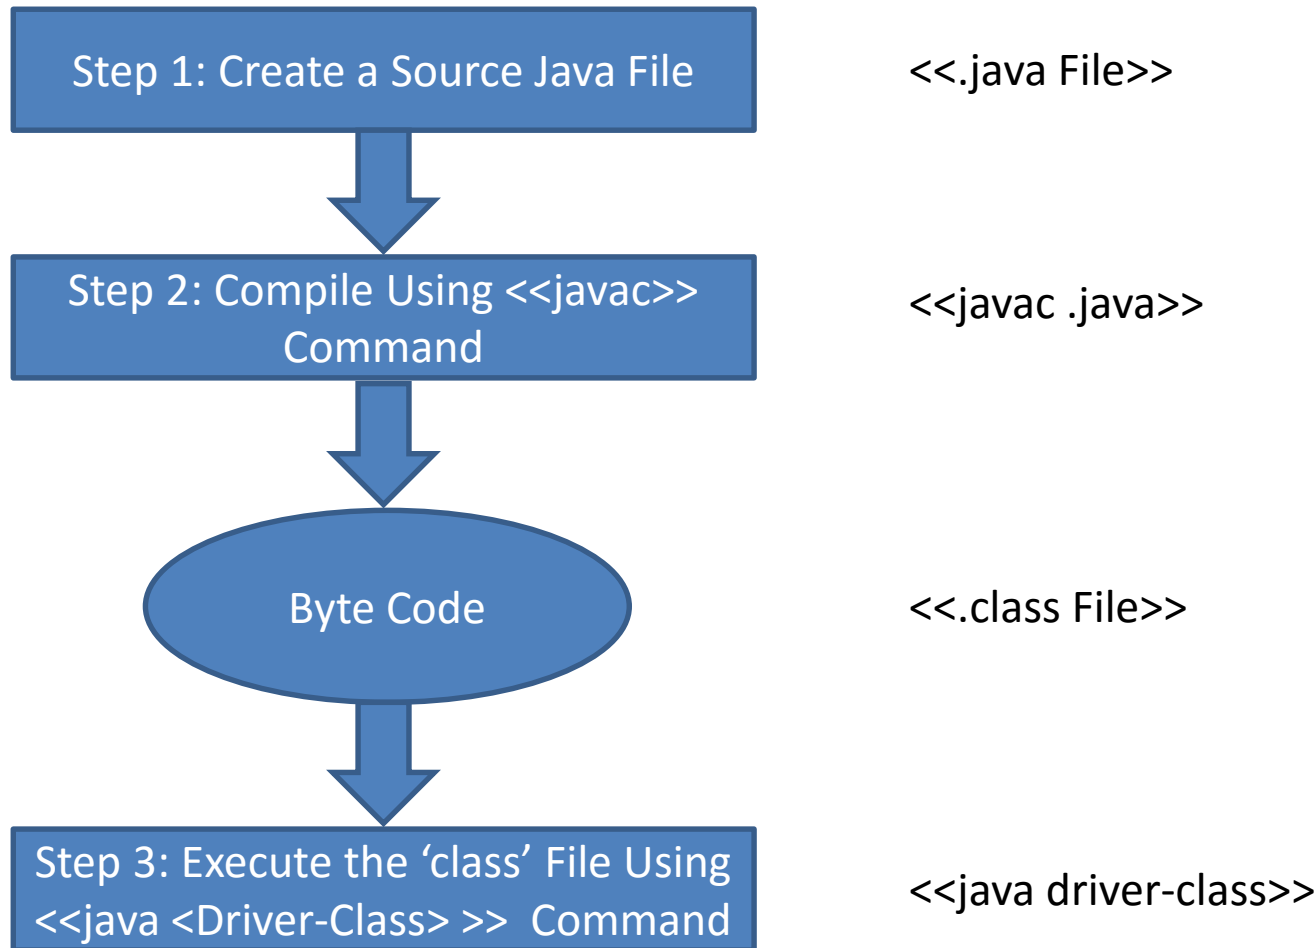 Step 1: Create a Source Java File
<<.java File>>
Step 2: Compile Using <<javac>>
Command
<<javac .java>>
Byte Code
<<.class File>>
Step 3: Execute the ‘class’ File Using
<<java <Driver-Class> >> Command
<<java driver-class>>